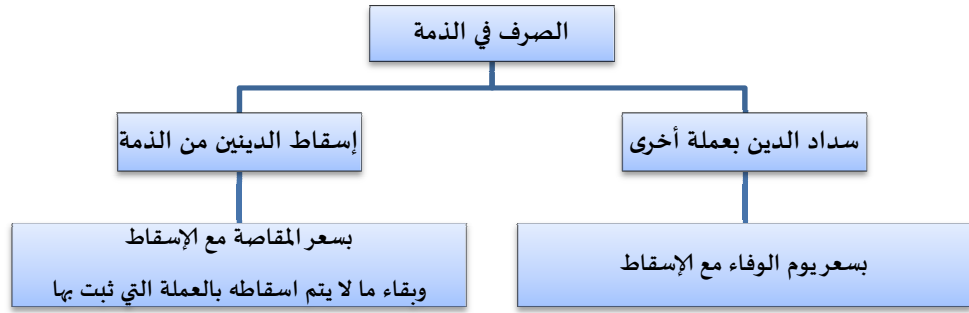 الصرف في الذمة
سداد الدين بعملة أخرى
إسقاط الدينين من الذمة
بسعر يوم الوفاء مع الإسقاط
بسعر المقاصة مع الإسقاط
وبقاء ما لا يتم اسقاطه بالعملة التي ثبت بها